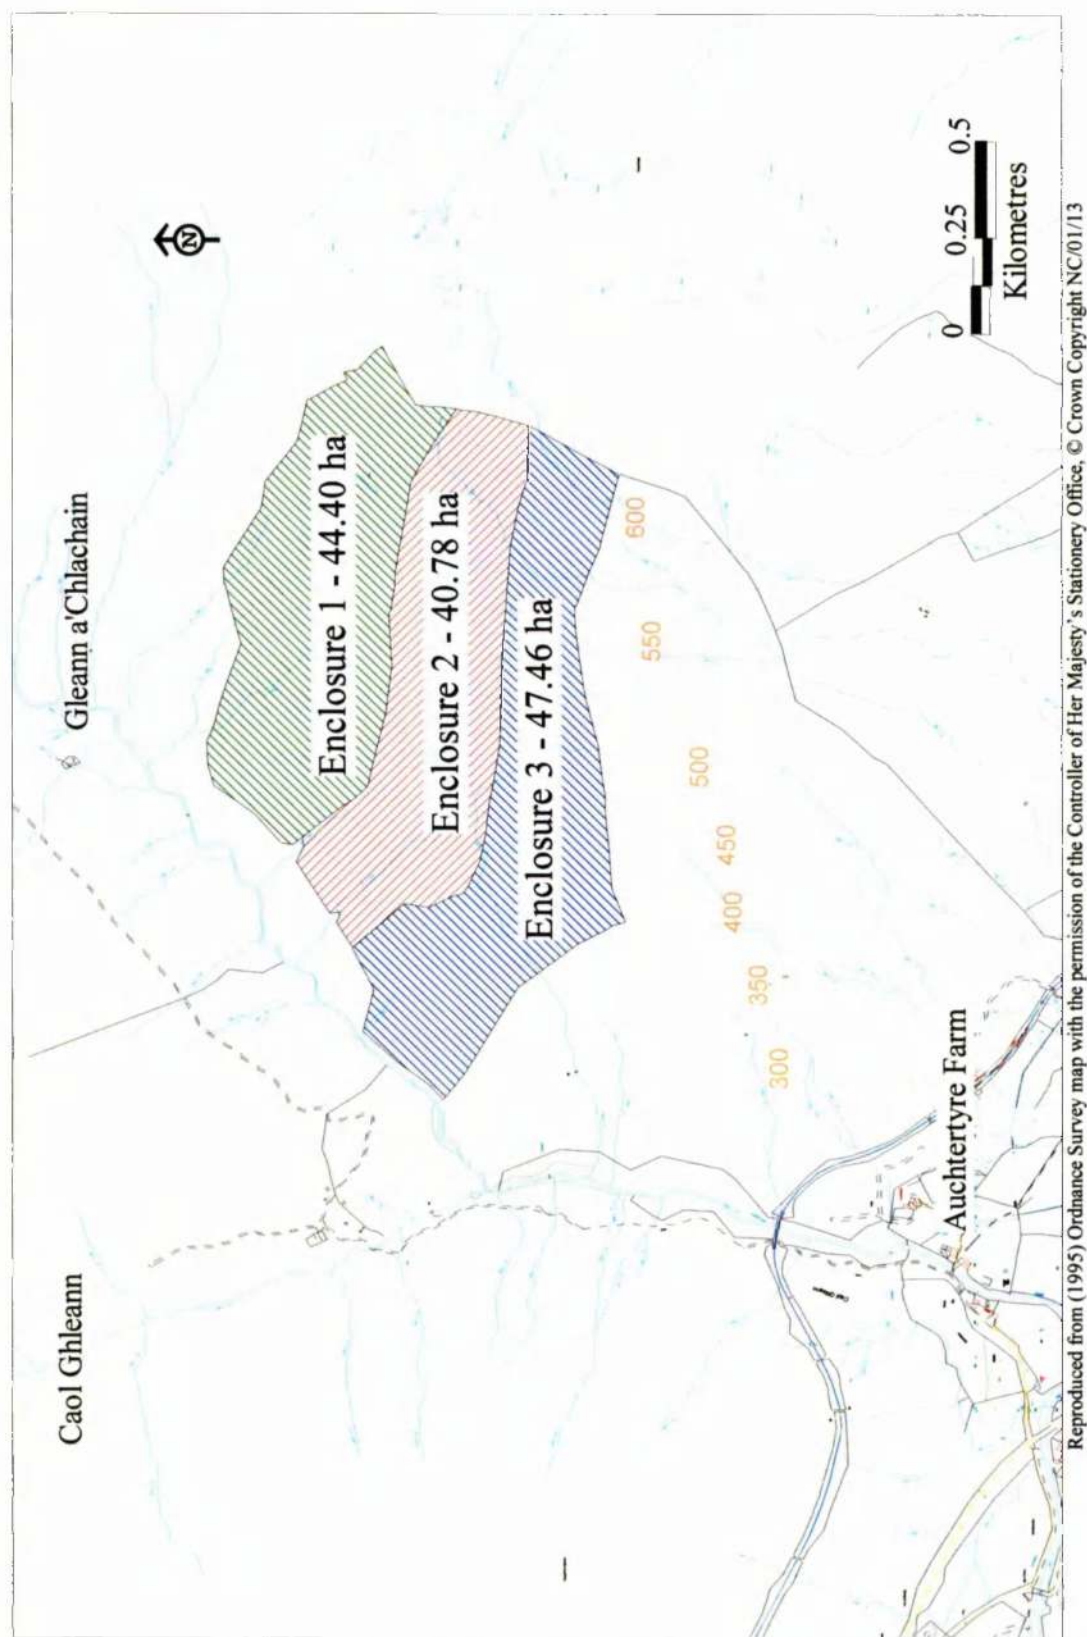 Caol Ghleann
Gleann a'Chlachain
N
Enclosure 1 - 44.40 ha
Enclosure 2 - 40.78 ha
Enclosure 3 - 47.46 ha
300
350
400
450
500
550
600
Auchtertyre Farm
0 0.25 0.5
Kilometres
Reproduced from (1995) Ordnance Survey map with the permission of the Controller of Her Majesty's Stationery Office, © Crown Copyright NC/01/13